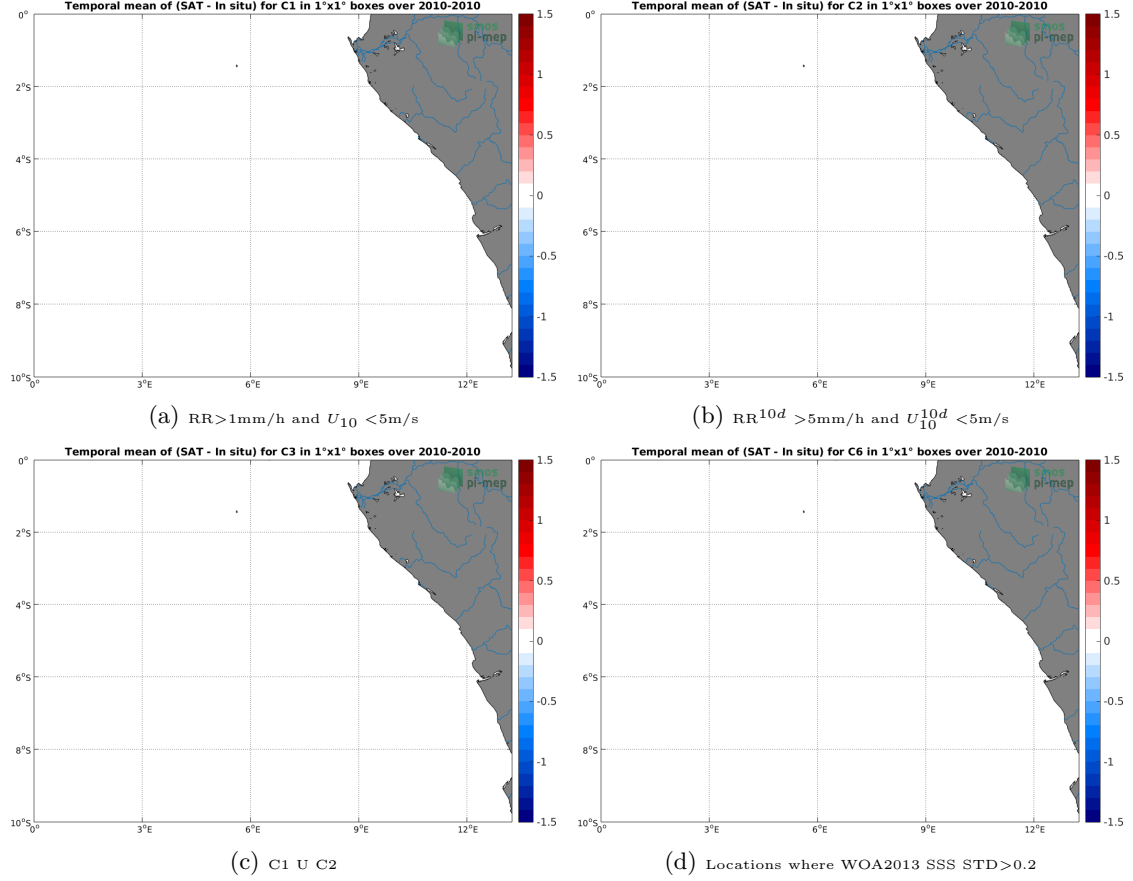 Temporal mean of (SAT - In situ) for C1 in 1°x1° boxes over 2010-2010
smos
pi-mep
0°
2°S
4°S
6°S
8°S
10°S
0°
3°E
6°E
9°E
12°E
1.5
1
0.5
0
-0.5
-1
-1.5
(a) RR>1mm/h and U10 <5m/s
Temporal mean of (SAT - In situ) for C2 in 1°x1° boxes over 2010-2010
smos
pi-mep
0°
2°S
4°S
6°S
8°S
10°S
0°
3°E
6°E
9°E
12°E
1.5
1
0.5
0
-0.5
-1
-1.5
(b) RR10d >5mm/h and U10d10 <5m/s
Temporal mean of (SAT - In situ) for C3 in 1°x1° boxes over 2010-2010
smos
pi-mep
0°
2°S
4°S
6°S
8°S
10°S
0°
3°E
6°E
9°E
12°E
1.5
1
0.5
0
-0.5
-1
-1.5
(c) C1 U C2
Temporal mean of (SAT - In situ) for C6 in 1°x1° boxes over 2010-2010
smos
pi-mep
0°
2°S
4°S
6°S
8°S
10°S
0°
3°E
6°E
9°E
12°E
1.5
1
0.5
0
-0.5
-1
-1.5
(d) Locations where WOA2013 SSS STD>0.2